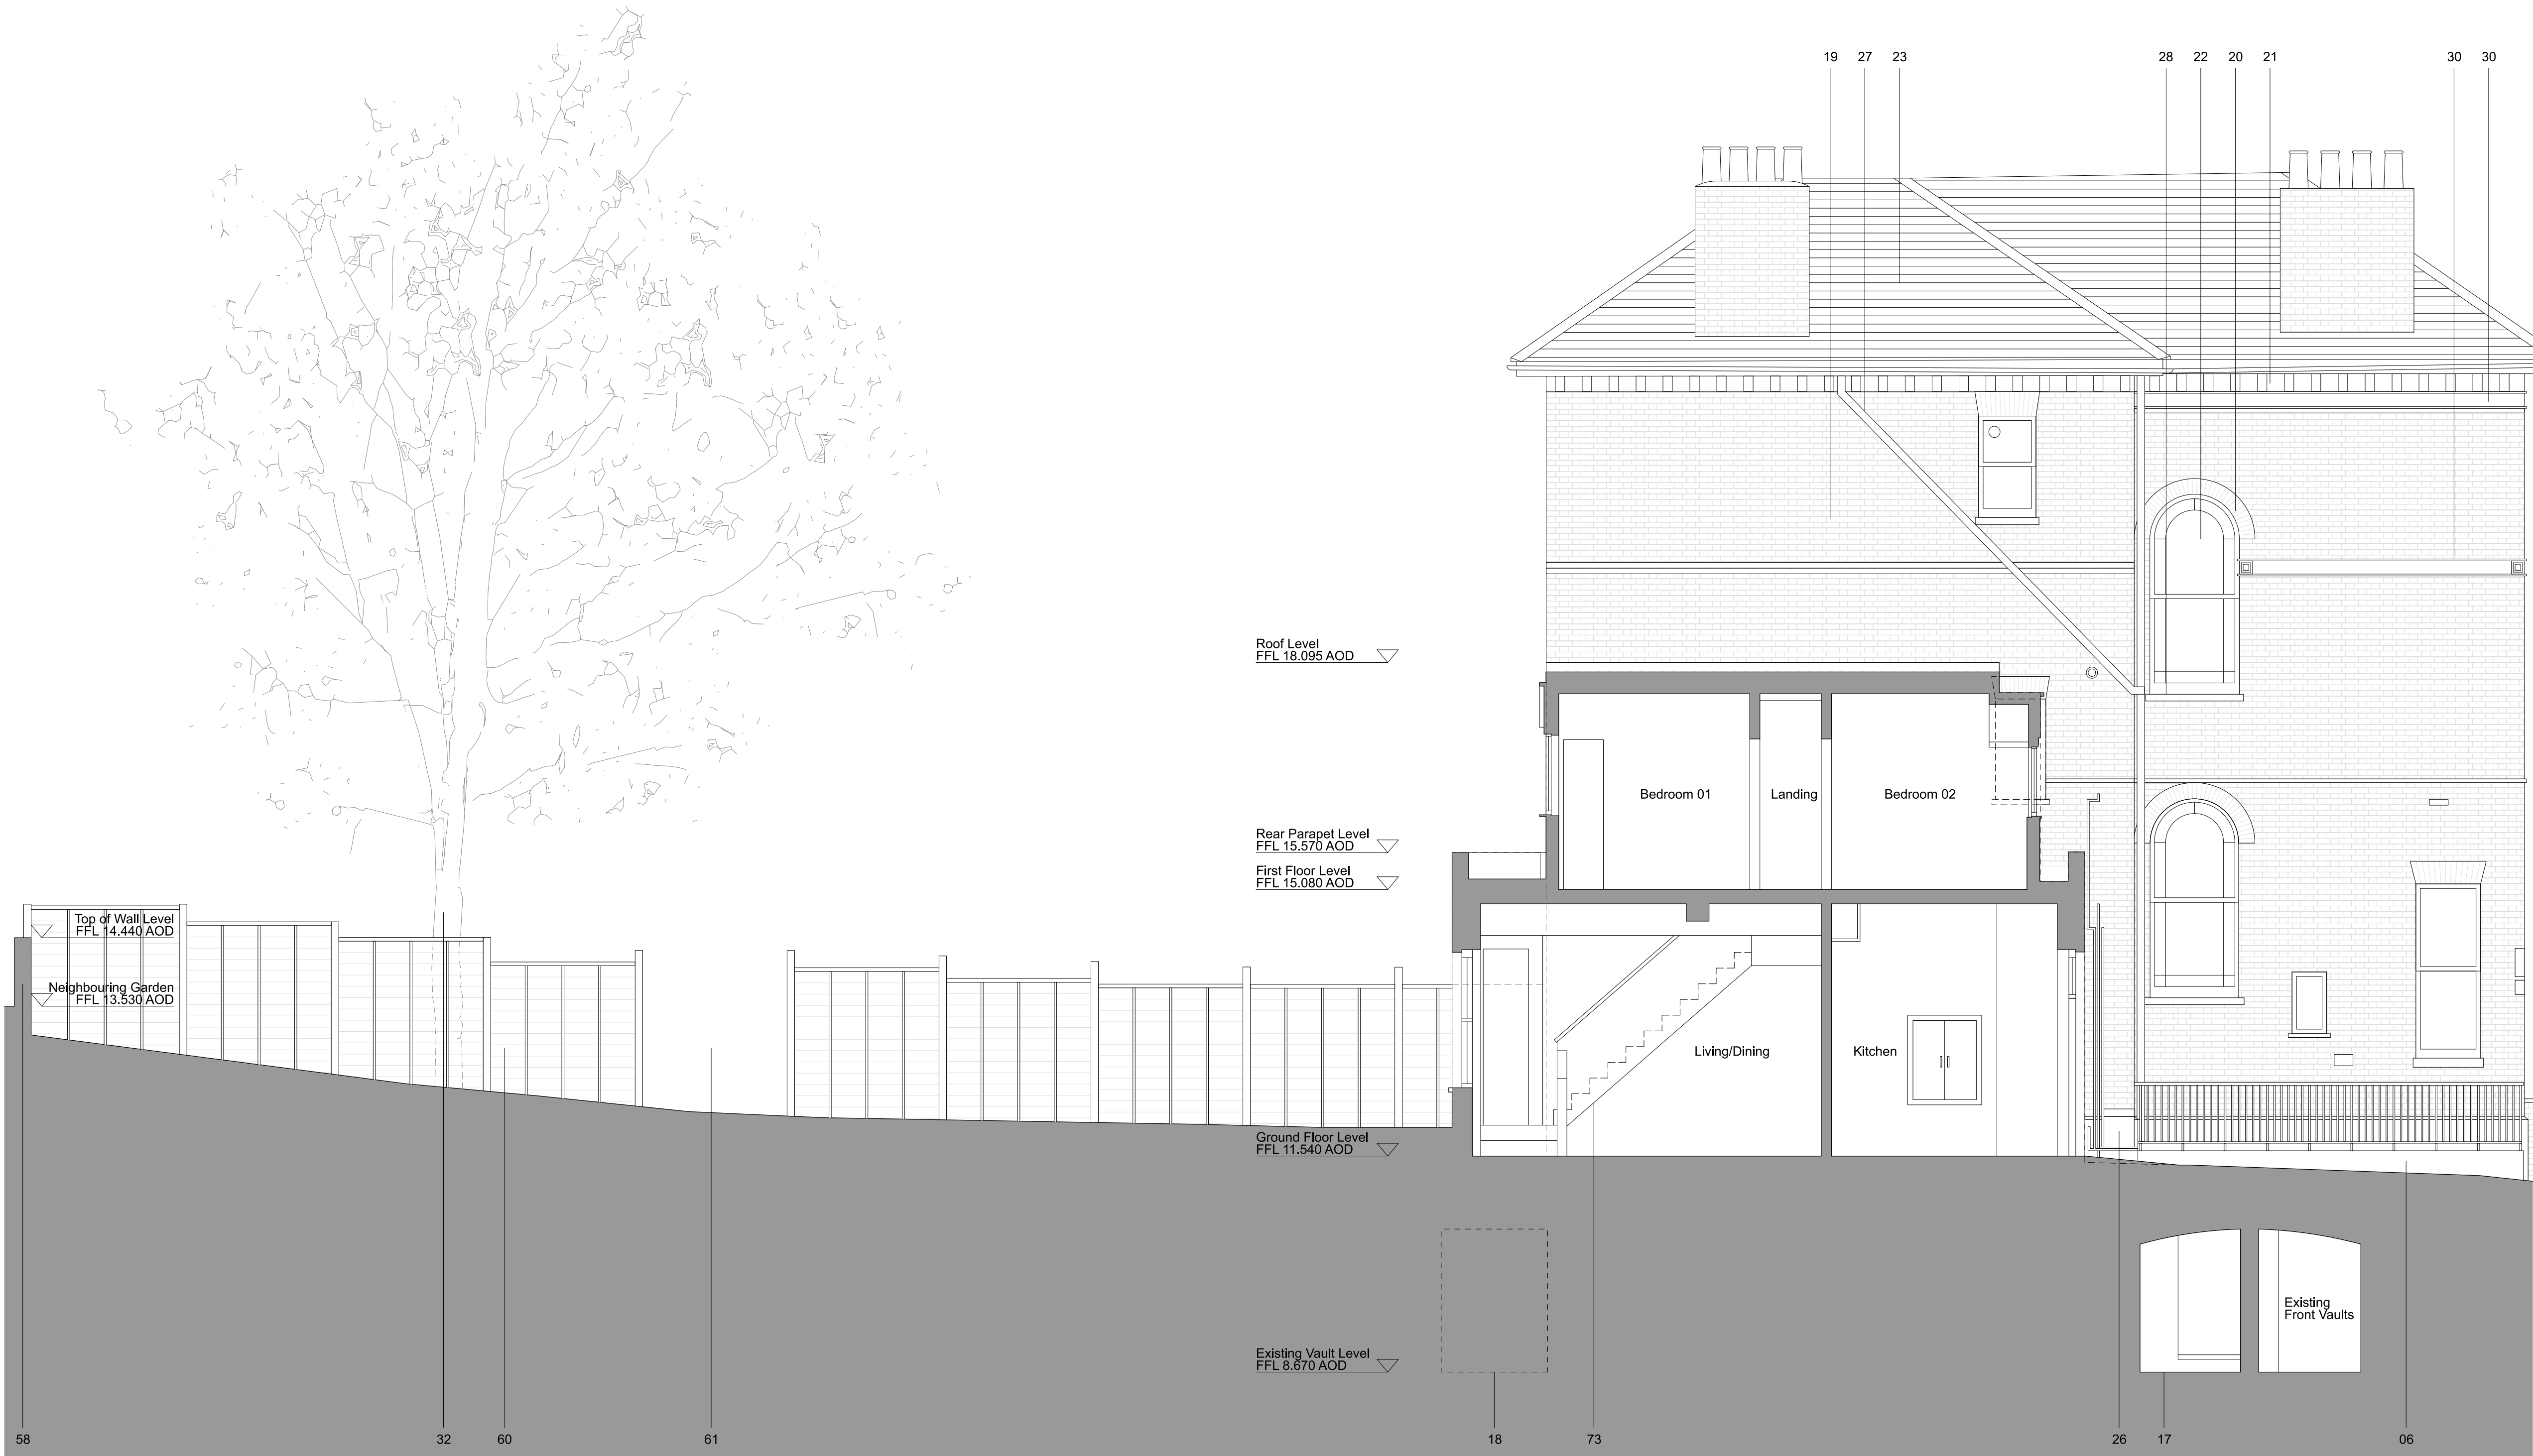 19 27 23 28 22 20 21 30 30
Roof Level
FFL 18.095 AOD
Bedroom 01 Landing Bedroom 02
Rear Parapet Level
FFL 15.570 AOD
First Floor Level
FFL 15.080 AOD
Top of Wall Level
FFL 14.440 AOD
Neighbouring Garden
FFL 13.530 AOD
Living/Dining Kitchen
Ground Floor Level
FFL 11.540 AOD
Existing
Front Vaults
Existing Vault Level
FFL 8.670 AOD
58 32 60 61 18 73 26 17 06